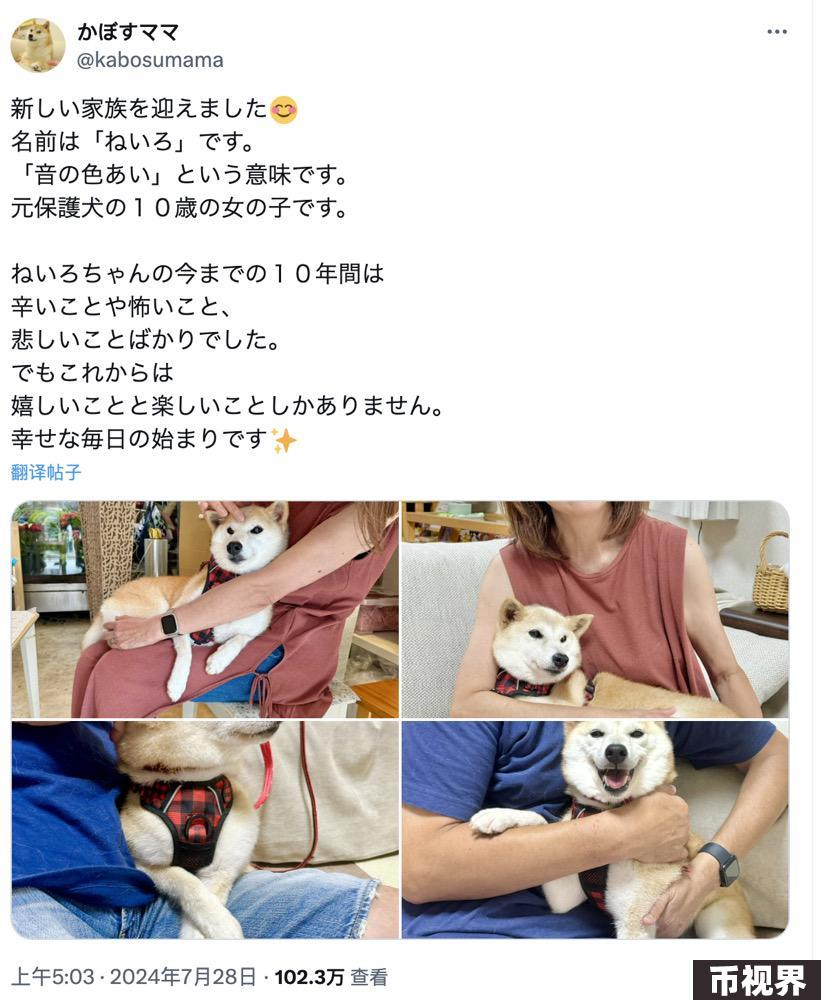 かぼすママ
@kabosumama
新しい家族を迎えました😊
名前は「ねいろ」です。
「音の色あい」という意味です。
元保護犬の１０歳の女の子です。
ねいろちゃんの今までの１０年間は
辛いことや怖いこと、
悲しいことばかりでした。
でもこれからは
嬉しいことと楽しいことしかありません。
幸せな毎日の始まりです✨
翻译帖子
上午5:03 · 2024年7月28日 · 102.3万 查看
币视界